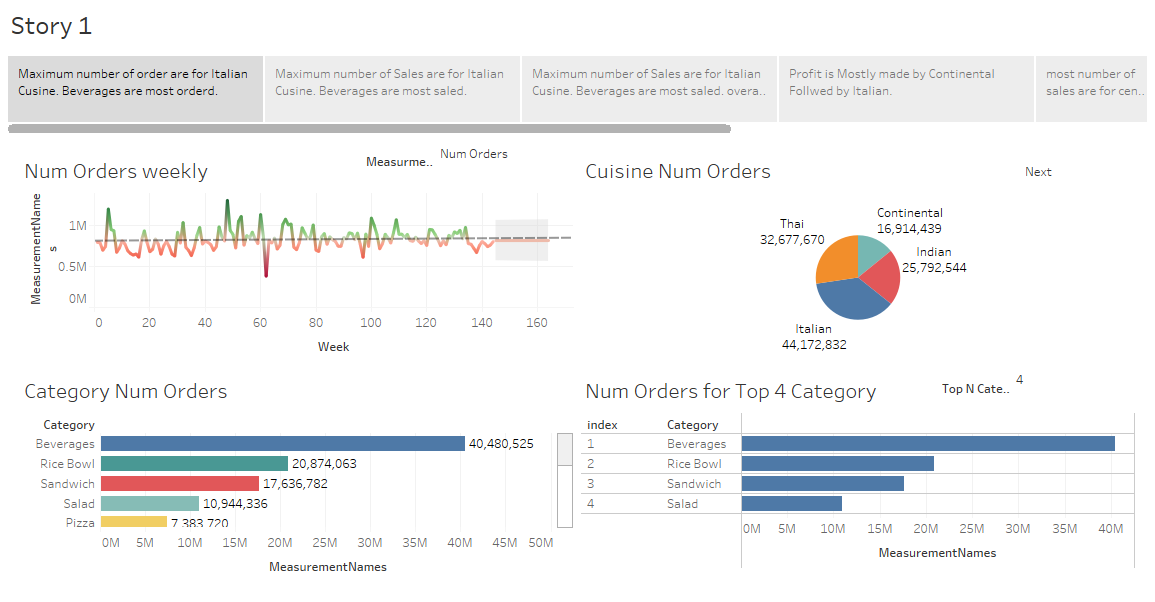 Story 1
Maximum number of order are for Italian
Cusine. Beverages are most orderd.
Maximum number of Sales are for Italian
Cusine. Beverages are most saled.
Maximum number of Sales are for Italian
Cusine. Beverages are most saled. overa..
Profit is Mostly made by Continental
Follwed by Italian.
most number of
sales are for cen..
Num Orders weekly
Measurme..
Num Orders
MeasurementName
s
1M
0.5M
0M
0 20 40 60 80 100 120 140 160
Week
Cuisine Num Orders
Next
Continental
16,914,439
Thai
32,677,670
Indian
25,792,544
Italian
44,172,832
Category Num Orders
Category
Beverages 40,480,525
Rice Bowl 20,874,063
Sandwich 17,636,782
Salad 10,944,336
Pizza 7,383,720
0M 5M 10M 15M 20M 25M 30M 35M 40M 45M 50M
MeasurementNames
Num Orders for Top 4 Category
Top N Cate..
4
index Category
1 Beverages
2 Rice Bowl
3 Sandwich
4 Salad
0M 5M 10M 15M 20M 25M 30M 35M 40M
MeasurementNames